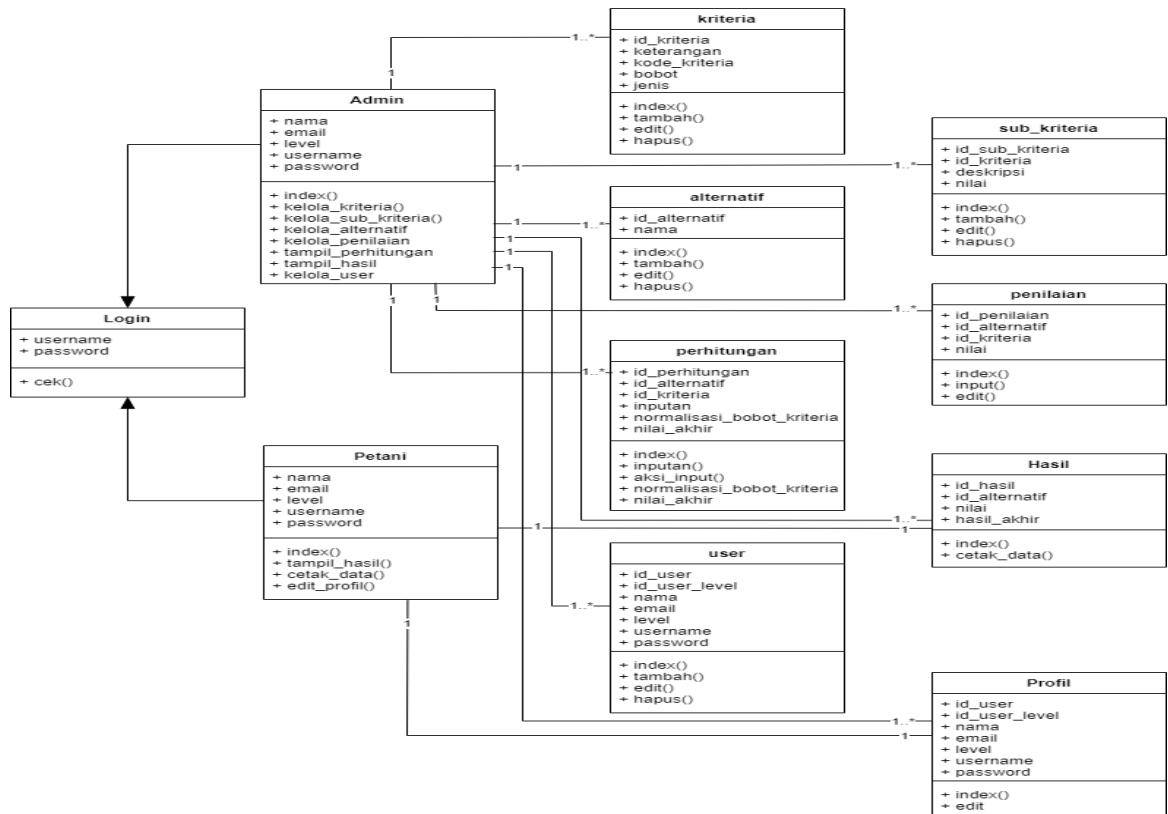 kriteria
+ id_kriteria
+ keterangan
+ kode_kriteria
+ bobot
+ jenis
+ index()
+ tambah()
+ edit()
+ hapus()
1..*
1
Admin
+ nama
+ email
+ level
+ username
+ password
+ index()
+ kelola_kriteria()
+ kelola_sub_kriteria()
+ kelola_alternatif
+ kelola_penilaian
+ tampil_perhitungan
+ tampil_hasil
+ kelola_user
1
1..*
sub_kriteria
+ id_sub_kriteria
+ id_kriteria
+ deskripsi
+ nilai
+ index()
+ tambah()
+ edit()
+ hapus()
1
1..*
alternatif
+ id_alternatif
+ nama
+ index()
+ tambah()
+ edit()
+ hapus()
1
1
1
1
1
1..*
penilaian
+ id_penilaian
+ id_alternatif
+ id_kriteria
+ nilai
+ index()
+ input()
+ edit()
Login
+ username
+ password
+ cek()
1..*
perhitungan
+ id_perhitungan
+ id_alternatif
+ id_kriteria
+ inputan
+ normalisasi_bobot_kriteria
+ nilai_akhir
+ index()
+ inputan()
+ aksi_input()
+ normalisasi_bobot_kriteria
+ nilai_akhir
Petani
+ nama
+ email
+ level
+ username
+ password
+ index()
+ tampil_hasil()
+ cetak_data()
+ edit_profil()
1..*
1
1
Hasil
+ id_hasil
+ id_alternatif
+ nilai
+ hasil_akhir
+ index()
+ cetak_data()
1..*
user
+ id_user
+ id_user_level
+ nama
+ email
+ level
+ username
+ password
+ index()
+ tambah()
+ edit()
+ hapus()
1
1..*
1
Profil
+ id_user
+ id_user_level
+ nama
+ email
+ level
+ username
+ password
+ index()
+ edit